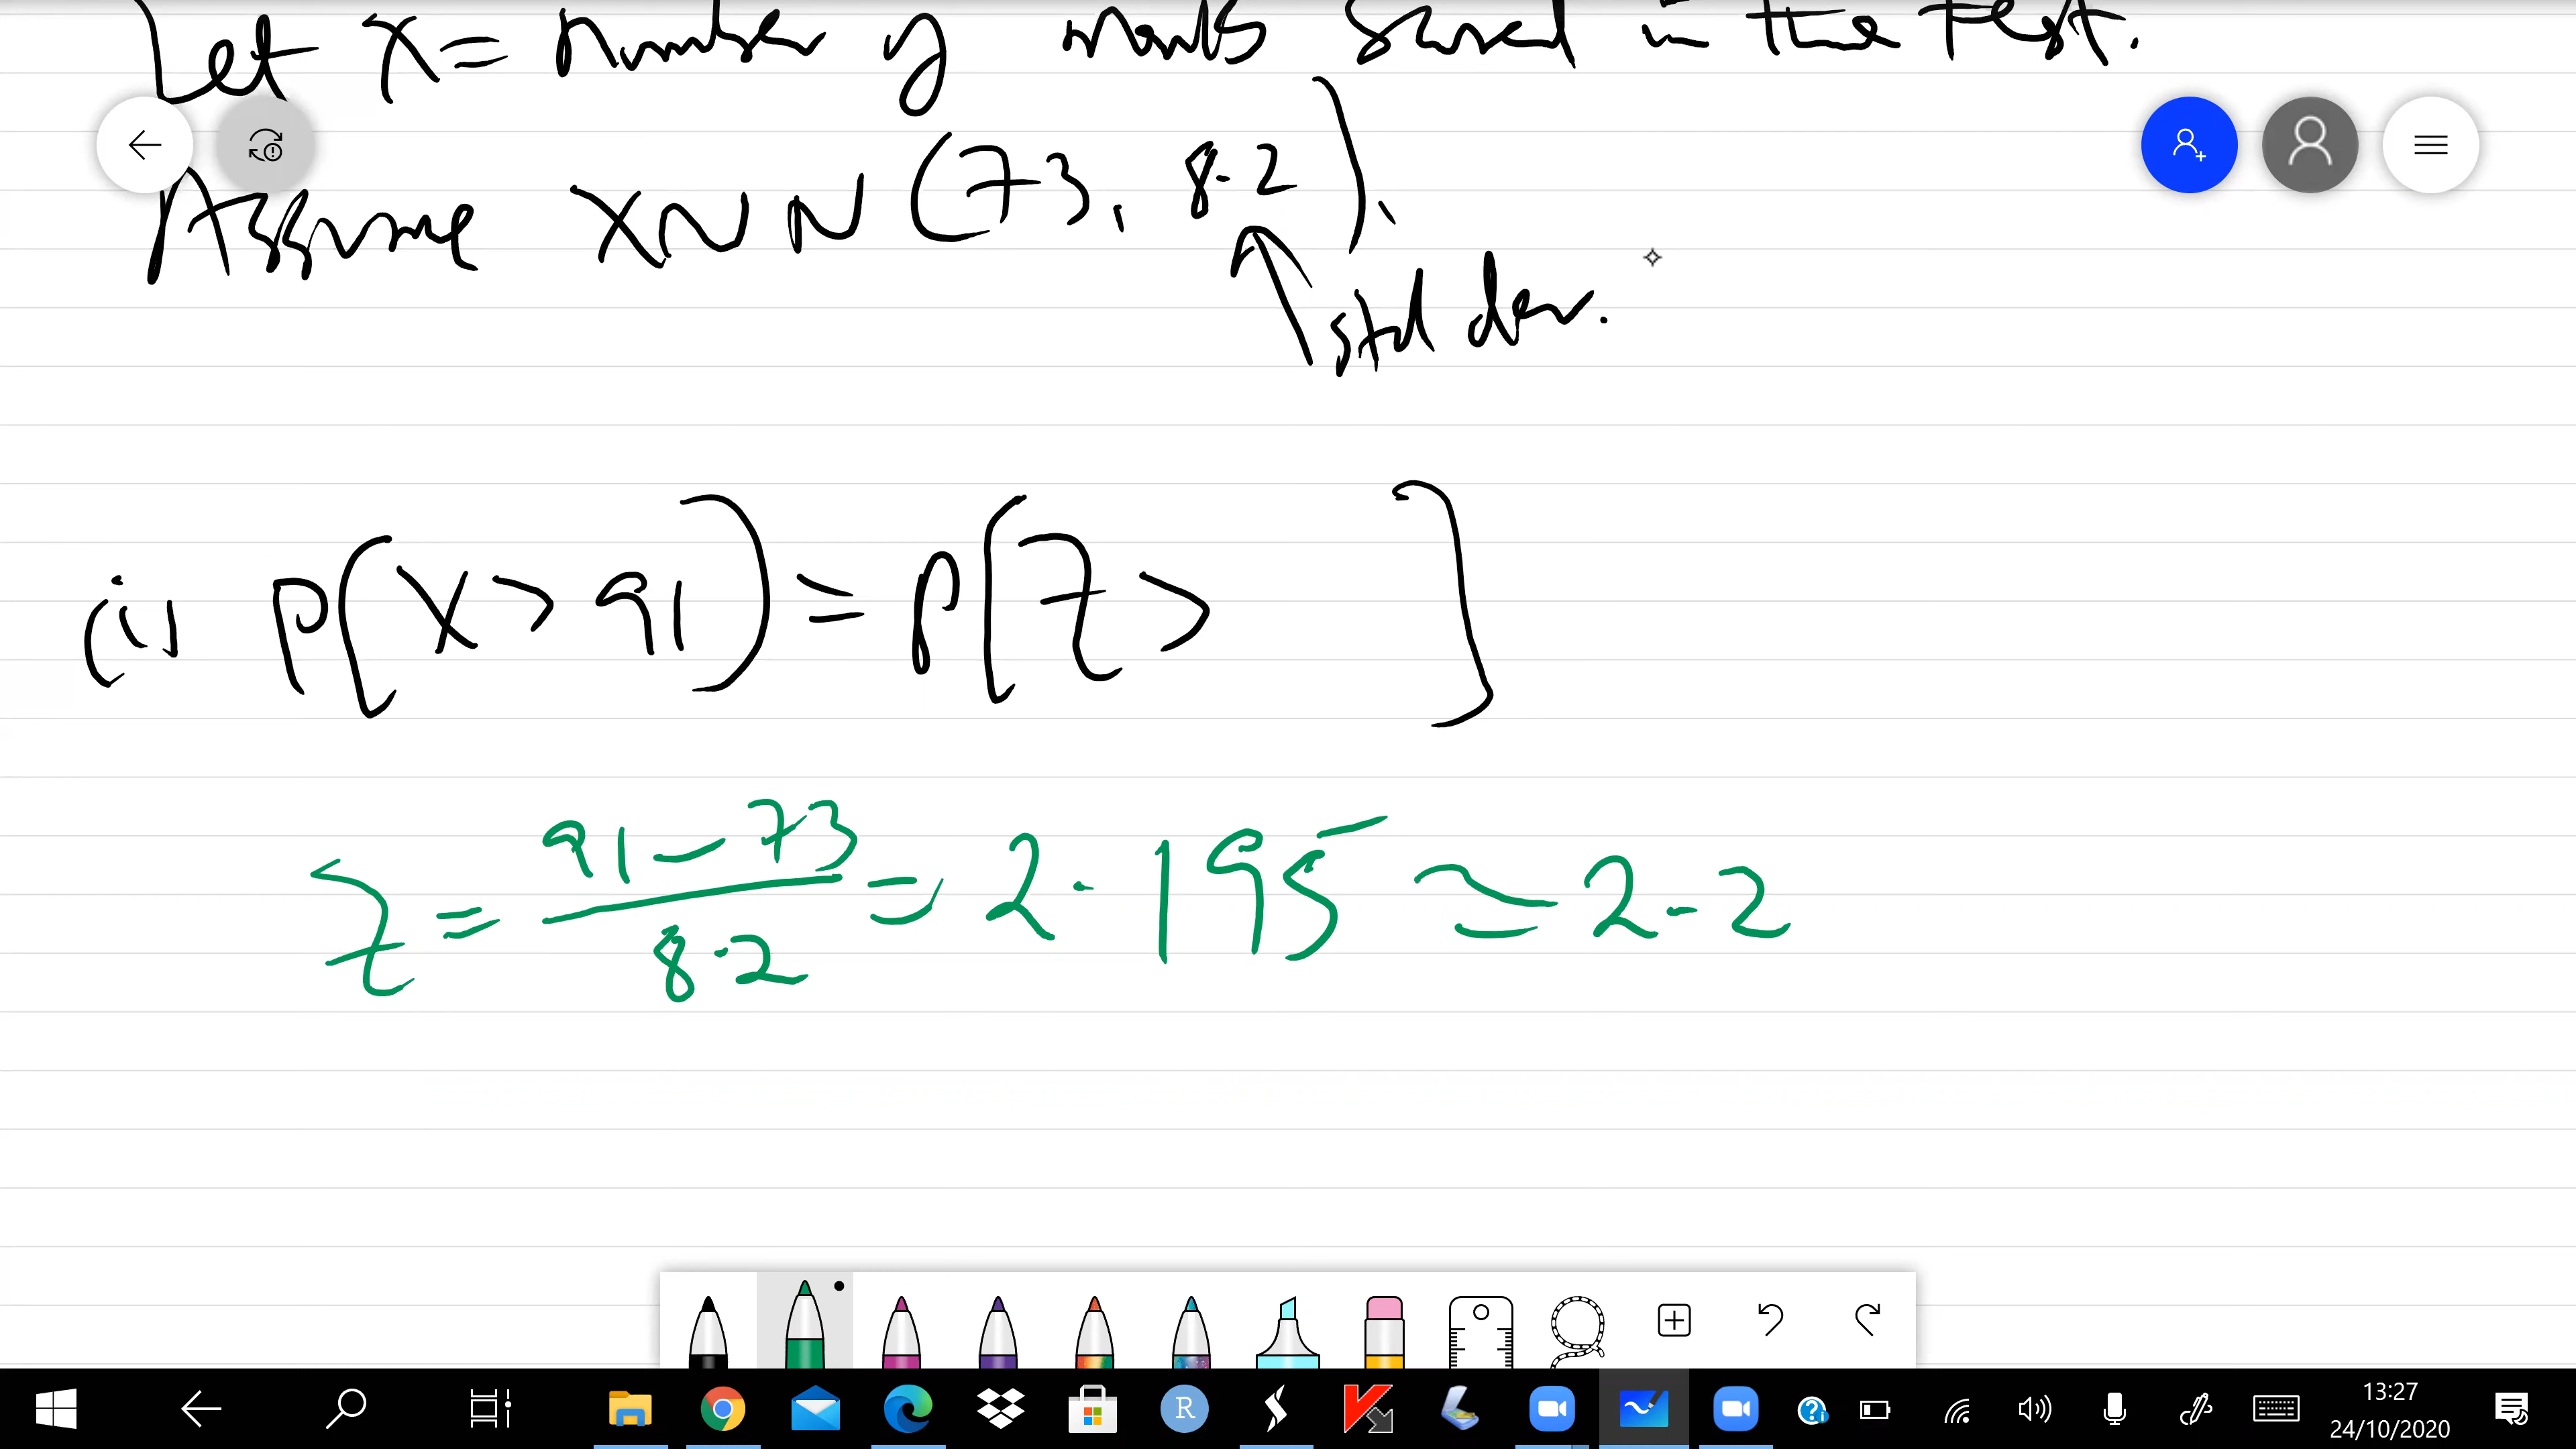 Let X = number of marks scored in the test.
Assume X ~ N (73, 8.2).
std dev.
(i) P(X > 91) = P[Z > ]
Z = 91 - 73 / 8.2 = 2.195 ≃ 2.2
R
13:27
24/10/2020